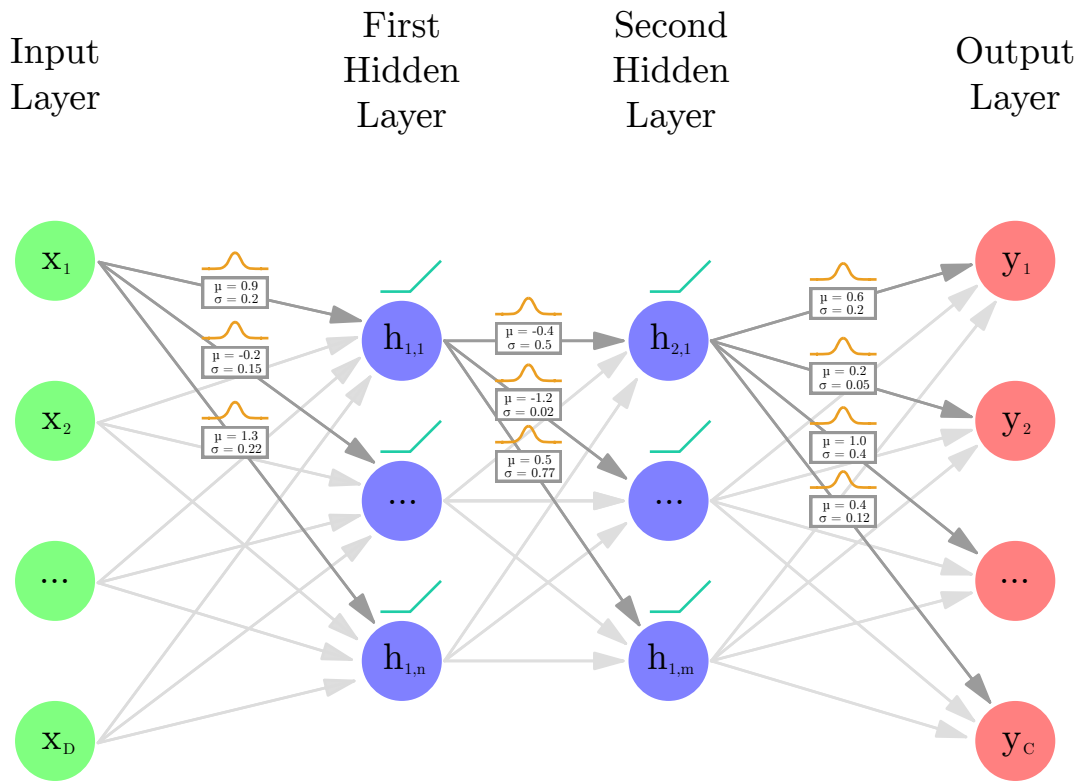 Input
Layer
First
Hidden
Layer
Second
Hidden
Layer
Output
Layer
x₁
x₂
...
x_D
µ = 0.9
σ = 0.2
µ = -0.2
σ = 0.15
µ = 1.3
σ = 0.22
h₁,₁
...
h₁,ₙ
µ = -0.4
σ = 0.5
µ = -1.2
σ = 0.02
µ = 0.5
σ = 0.77
h₂,₁
...
h₁,ₘ
µ = 0.6
σ = 0.2
µ = 0.2
σ = 0.05
µ = 1.0
σ = 0.4
µ = 0.4
σ = 0.12
y₁
y₂
...
y_C